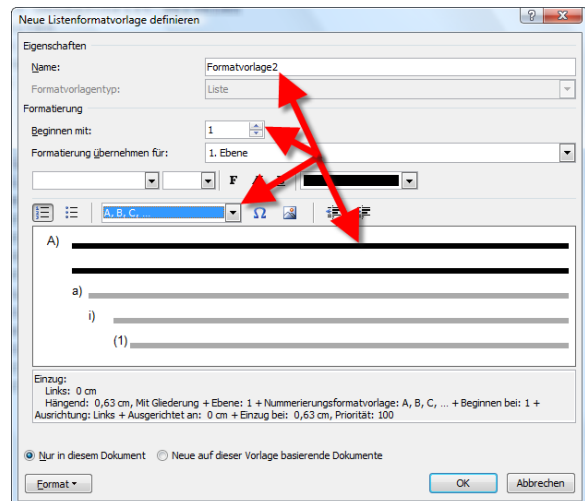 Neue Listenformatvorlage definieren
Eigenschaften
Name: Formatvorlage2
Formatvorlagentyp: Liste
Formatierung
Beginnen mit: 1
Formatierung übernehmen für: 1. Ebene
F
A, B, C, ... Ω
A)
a)
i)
(1)
Einzug:
Links: 0 cm
Hängend: 0,63 cm, Mit Gliederung + Ebene: 1 + Nummerierungsformatvorlage: A, B, C, ... + Beginnen bei: 1 +
Ausrichtung: Links + Ausgerichtet an: 0 cm + Einzug bei: 0,63 cm, Priorität: 100
Nur in diesem Dokument Neue auf dieser Vorlage basierende Dokumente
Format OK Abbrechen